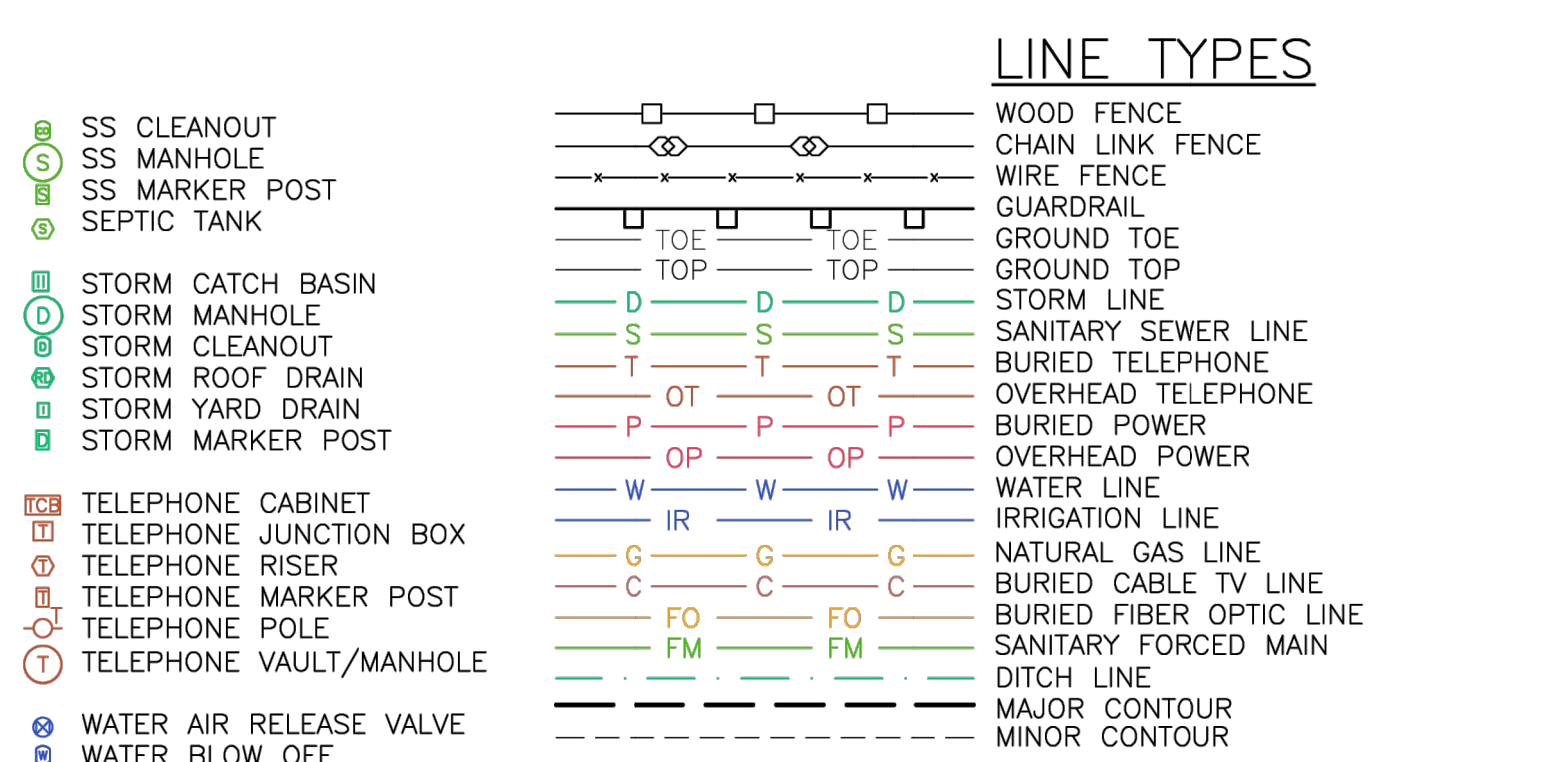 LINE TYPES
CO SS CLEANOUT
S SS MANHOLE
S SS MARKER POST
S SEPTIC TANK
STORM CATCH BASIN
D STORM MANHOLE
D STORM CLEANOUT
RD STORM ROOF DRAIN
STORM YARD DRAIN
D STORM MARKER POST
TCB TELEPHONE CABINET
T TELEPHONE JUNCTION BOX
T TELEPHONE RISER
T TELEPHONE MARKER POST
T TELEPHONE POLE
T TELEPHONE VAULT/MANHOLE
WATER AIR RELEASE VALVE
W WATER BLOW OFF
WOOD FENCE
CHAIN LINK FENCE
x x x x x x WIRE FENCE
GUARDRAIL
TOE TOE GROUND TOE
TOP TOP GROUND TOP
D D D STORM LINE
S S S SANITARY SEWER LINE
T T T BURIED TELEPHONE
OT OT OVERHEAD TELEPHONE
P P P BURIED POWER
OP OP OVERHEAD POWER
W W W WATER LINE
IR IR IRRIGATION LINE
G G G NATURAL GAS LINE
C C C BURIED CABLE TV LINE
FO FO BURIED FIBER OPTIC LINE
FM FM SANITARY FORCED MAIN
DITCH LINE
MAJOR CONTOUR
MINOR CONTOUR